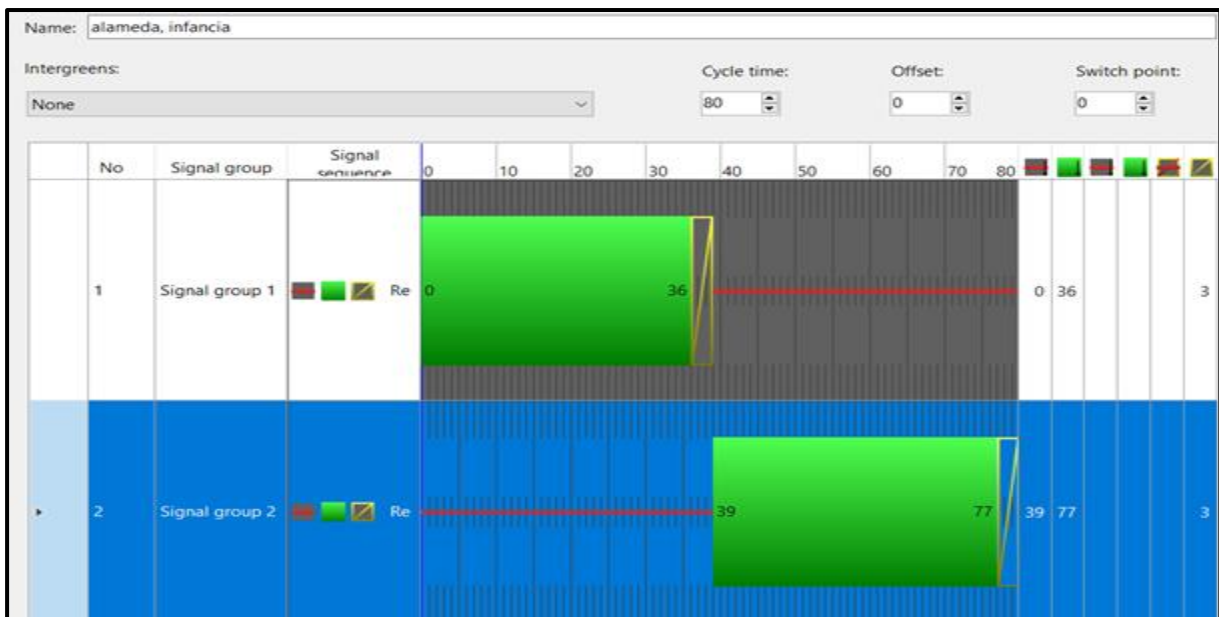 Name: alameda, infancia
Intergreens: Cycle time: Offset: Switch point:
None 80 0 0
No Signal group Signal sequence 0 10 20 30 40 50 60 70 80
1 Signal group 1 Re 0 36 0 36 3
2 Signal group 2 Re 39 77 39 77 3